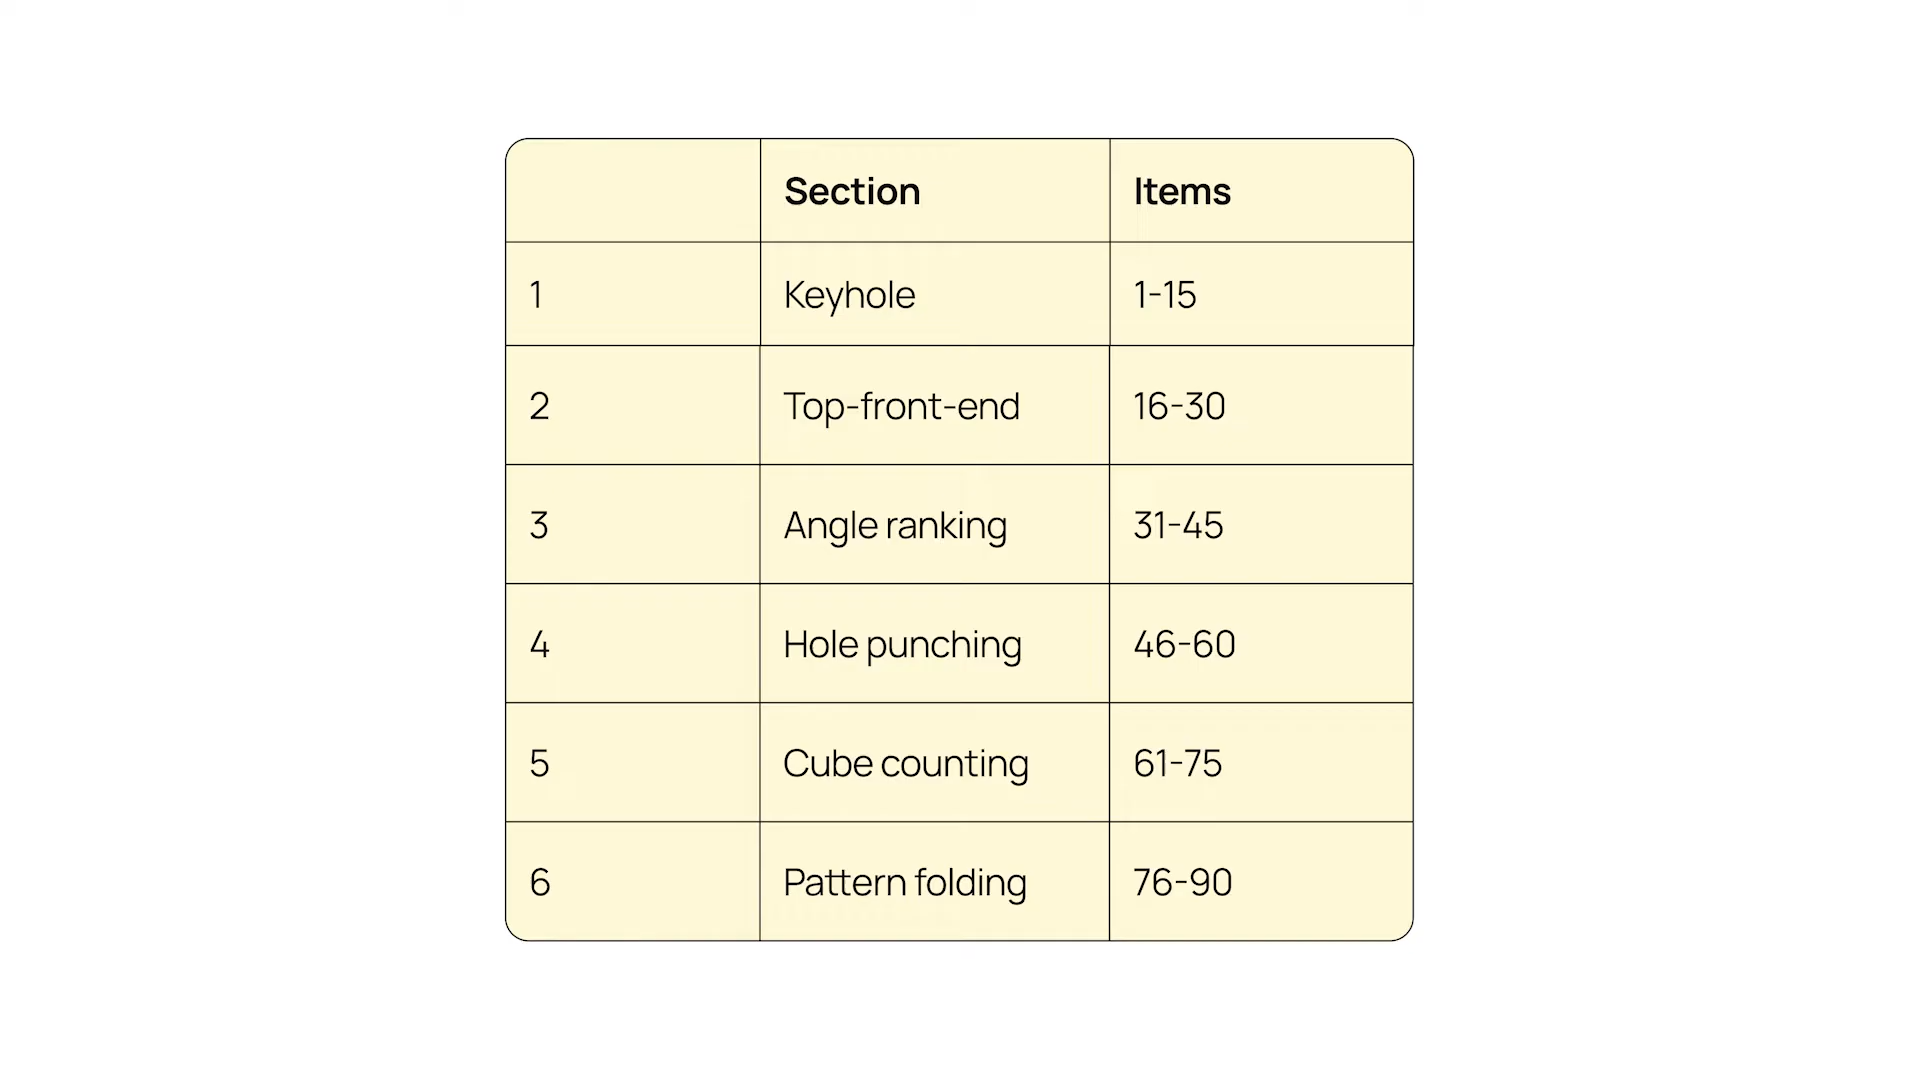 Section Items
1 Keyhole 1-15
2 Top-front-end 16-30
3 Angle ranking 31-45
4 Hole punching 46-60
5 Cube counting 61-75
6 Pattern folding 76-90